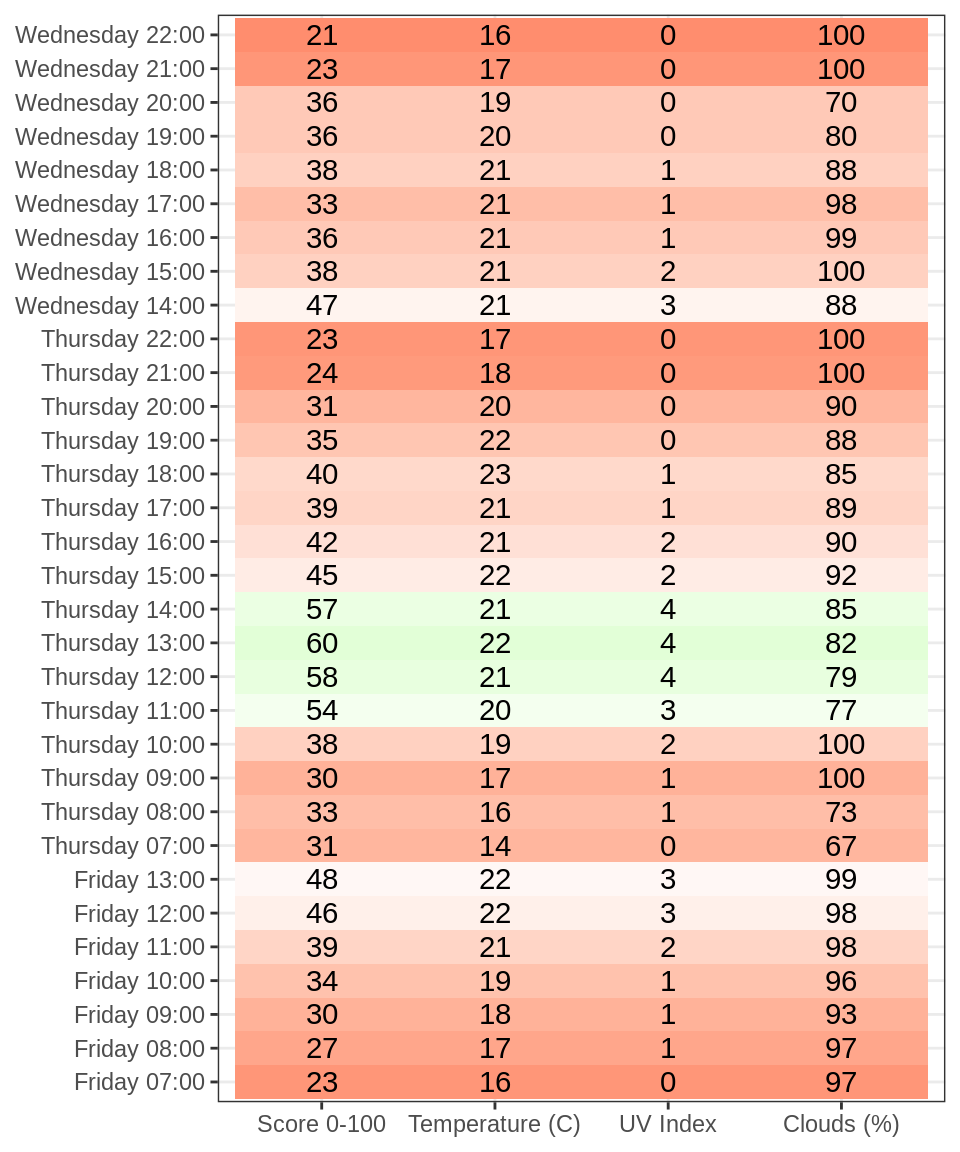 Wednesday 22:00 21 16 0 100
Wednesday 21:00 23 17 0 100
Wednesday 20:00 36 19 0 70
Wednesday 19:00 36 20 0 80
Wednesday 18:00 38 21 1 88
Wednesday 17:00 33 21 1 98
Wednesday 16:00 36 21 1 99
Wednesday 15:00 38 21 2 100
Wednesday 14:00 47 21 3 88
Thursday 22:00 23 17 0 100
Thursday 21:00 24 18 0 100
Thursday 20:00 31 20 0 90
Thursday 19:00 35 22 0 88
Thursday 18:00 40 23 1 85
Thursday 17:00 39 21 1 89
Thursday 16:00 42 21 2 90
Thursday 15:00 45 22 2 92
Thursday 14:00 57 21 4 85
Thursday 13:00 60 22 4 82
Thursday 12:00 58 21 4 79
Thursday 11:00 54 20 3 77
Thursday 10:00 38 19 2 100
Thursday 09:00 30 17 1 100
Thursday 08:00 33 16 1 73
Thursday 07:00 31 14 0 67
Friday 13:00 48 22 3 99
Friday 12:00 46 22 3 98
Friday 11:00 39 21 2 98
Friday 10:00 34 19 1 96
Friday 09:00 30 18 1 93
Friday 08:00 27 17 1 97
Friday 07:00 23 16 0 97
Score 0-100 Temperature (C) UV Index Clouds (%)